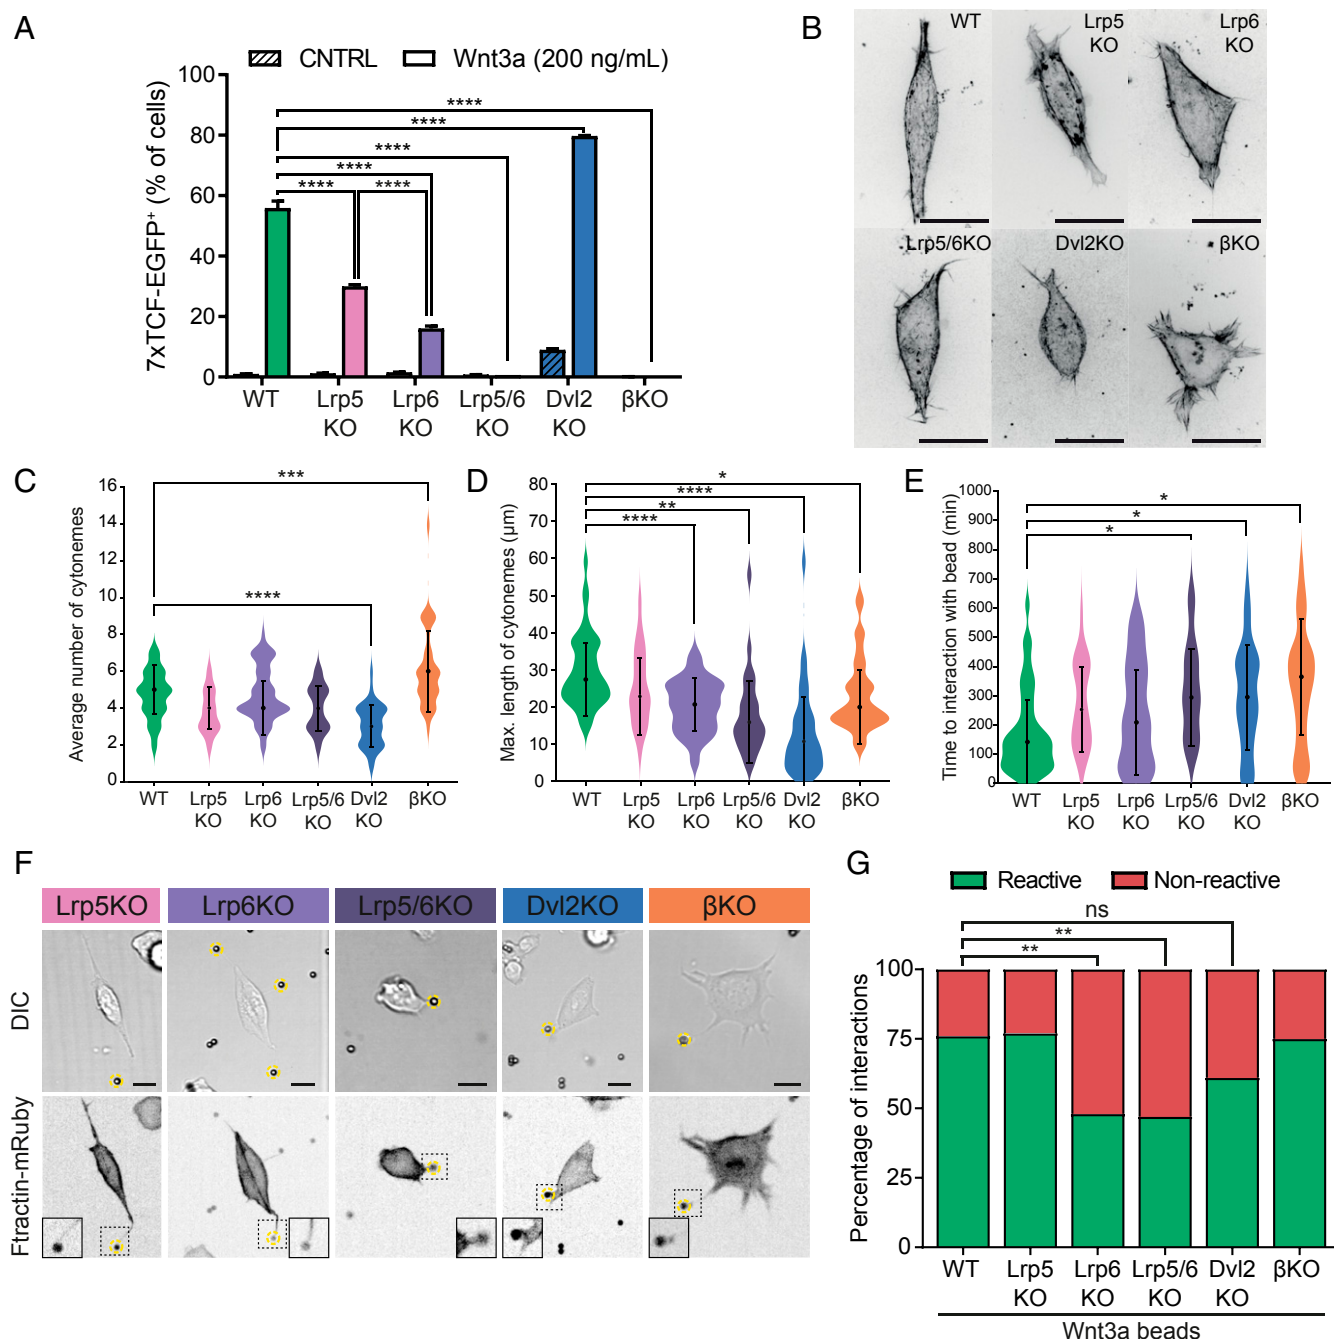 A
CNTRL
Wnt3a (200 ng/mL)
7xTCF-EGFP+ (% of cells)
100
80
60
40
20
0
****
****
****
****
**** ****
WT
Lrp5 KO
Lrp6 KO
Lrp5/6 KO
Dvl2 KO
βKO
B
WT
Lrp5 KO
Lrp6 KO
Lrp5/6KO
Dvl2KO
βKO
C
Average number of cytonemes
16
14
12
10
8
6
4
2
0
***
****
WT
Lrp5 KO
Lrp6 KO
Lrp5/6 KO
Dvl2 KO
βKO
D
Max. length of cytonemes (µm)
80
70
60
50
40
30
20
10
0
*
****
**
****
WT
Lrp5 KO
Lrp6 KO
Lrp5/6 KO
Dvl2 KO
βKO
E
Time to interaction with bead (min)
1000
900
800
700
600
500
400
300
200
100
0
*
*
*
WT
Lrp5 KO
Lrp6 KO
Lrp5/6 KO
Dvl2 KO
βKO
F
Lrp5KO
Lrp6KO
Lrp5/6KO
Dvl2KO
βKO
DIC
Ftractin-mRuby
G
Reactive
Non-reactive
Percentage of interactions
100
75
50
25
0
ns
**
**
WT
Lrp5 KO
Lrp6 KO
Lrp5/6 KO
Dvl2 KO
βKO
Wnt3a beads